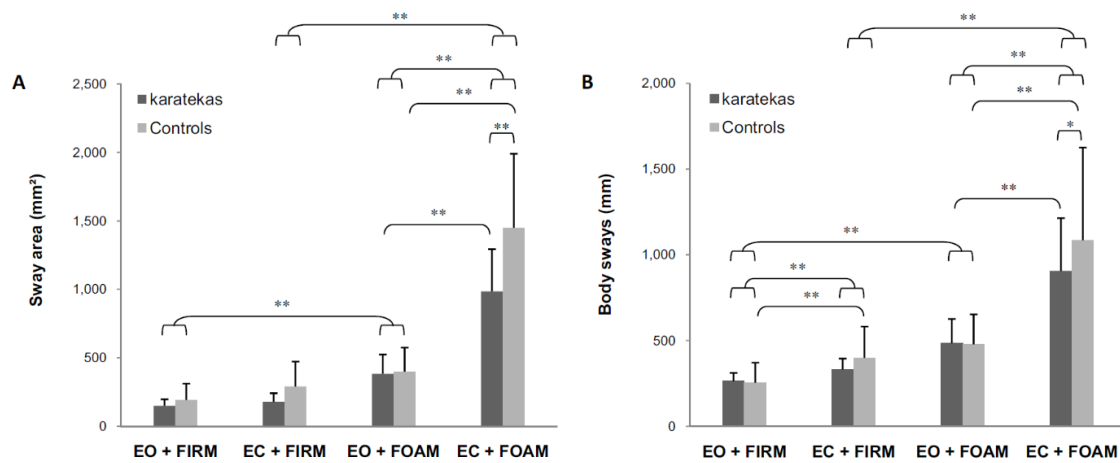 A
**
**
**
**
**
**
2,500
2,000
1,500
1,000
500
0
Sway area (mm²)
karatekas
Controls
EO + FIRM EC + FIRM EO + FOAM EC + FOAM
B
**
**
**
*
**
**
**
**
2,000
1,500
1,000
500
0
Body sways (mm)
karatekas
Controls
EO + FIRM EC + FIRM EO + FOAM EC + FOAM